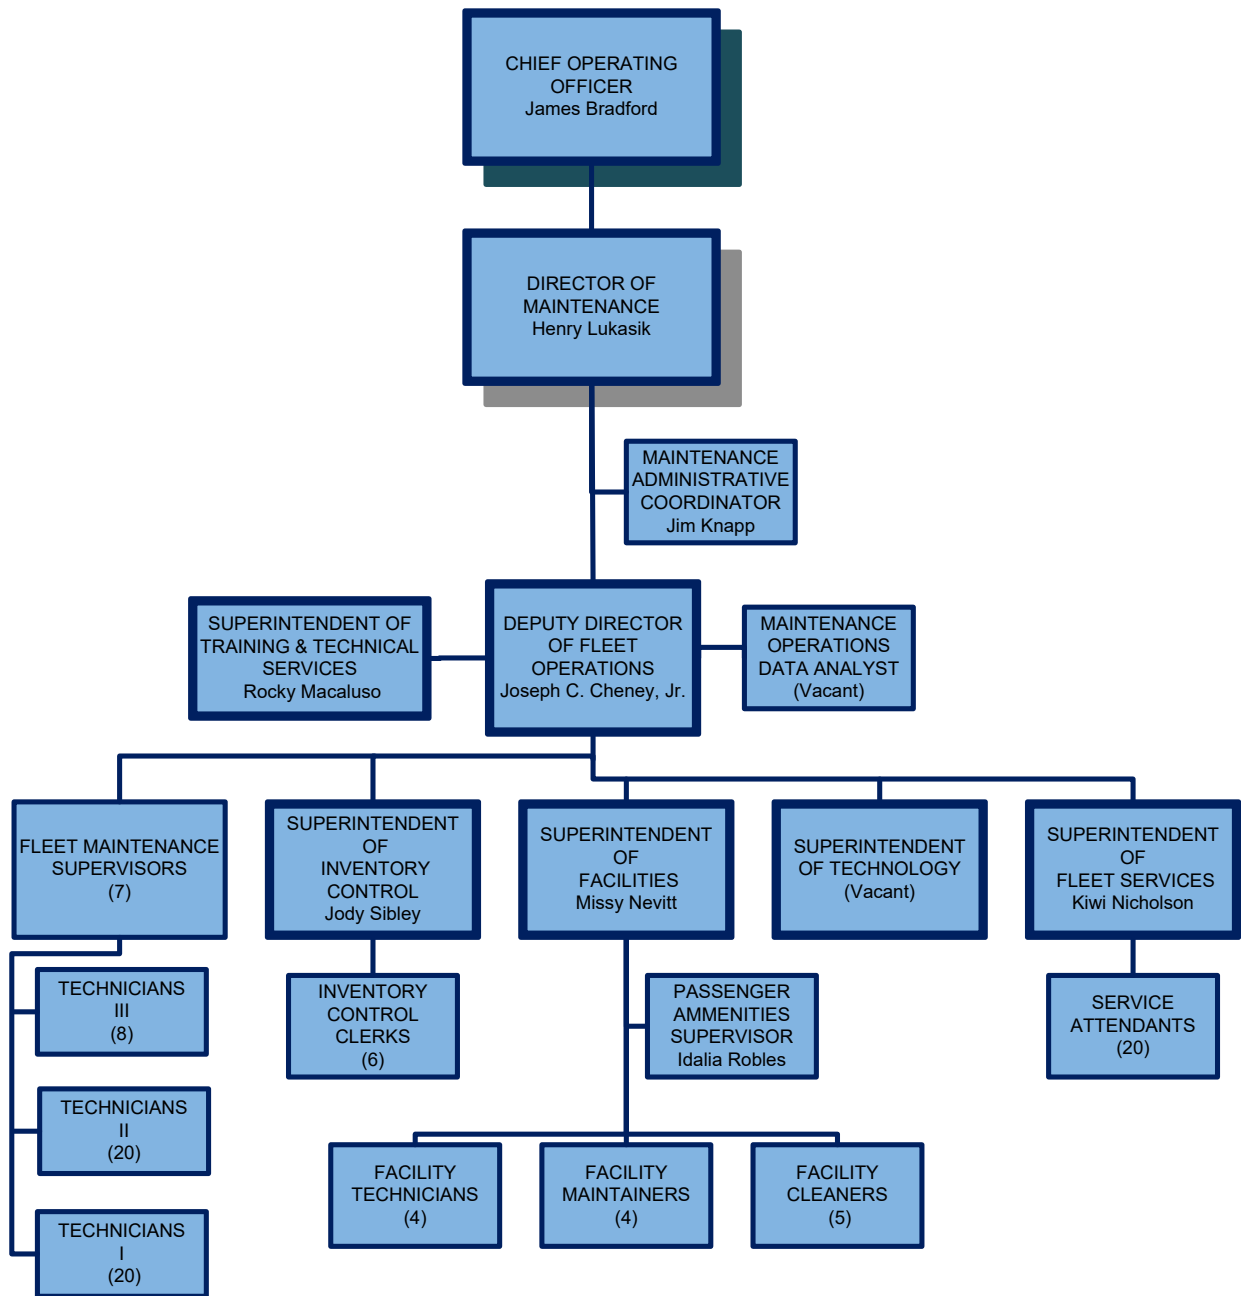 CHIEF OPERATING
OFFICER
James Bradford
DIRECTOR OF
MAINTENANCE
Henry Lukasik
MAINTENANCE
ADMINISTRATIVE
COORDINATOR
Jim Knapp
SUPERINTENDENT OF
TRAINING & TECHNICAL
SERVICES
Rocky Macaluso
DEPUTY DIRECTOR
OF FLEET
OPERATIONS
Joseph C. Cheney, Jr.
MAINTENANCE
OPERATIONS
DATA ANALYST
(Vacant)
FLEET MAINTENANCE
SUPERVISORS
(7)
SUPERINTENDENT
OF
INVENTORY
CONTROL
Jody Sibley
SUPERINTENDENT
OF
FACILITIES
Missy Nevitt
SUPERINTENDENT
OF TECHNOLOGY
(Vacant)
SUPERINTENDENT
OF
FLEET SERVICES
Kiwi Nicholson
TECHNICIANS
III
(8)
INVENTORY
CONTROL
CLERKS
(6)
PASSENGER
AMMENITIES
SUPERVISOR
Idalia Robles
SERVICE
ATTENDANTS
(20)
TECHNICIANS
II
(20)
FACILITY
TECHNICIANS
(4)
FACILITY
MAINTAINERS
(4)
FACILITY
CLEANERS
(5)
TECHNICIANS
I
(20)